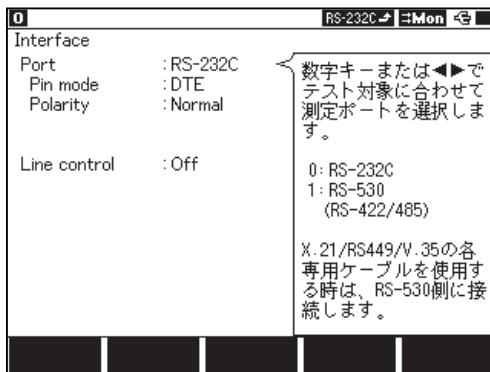 0
RS-232C Mon
Interface
Port :RS-232C
Pin mode :DTE
Polarity :Normal
Line control :Off
数字キーまたは◀▶で
テスト対象に合わせて
測定ポートを選択しま
す。
0: RS-232C
1: RS-530
(RS-422/485)
X.21/RS449/V.35の各
専用ケーブルを使用す
る時は、RS-530側に接
続します。